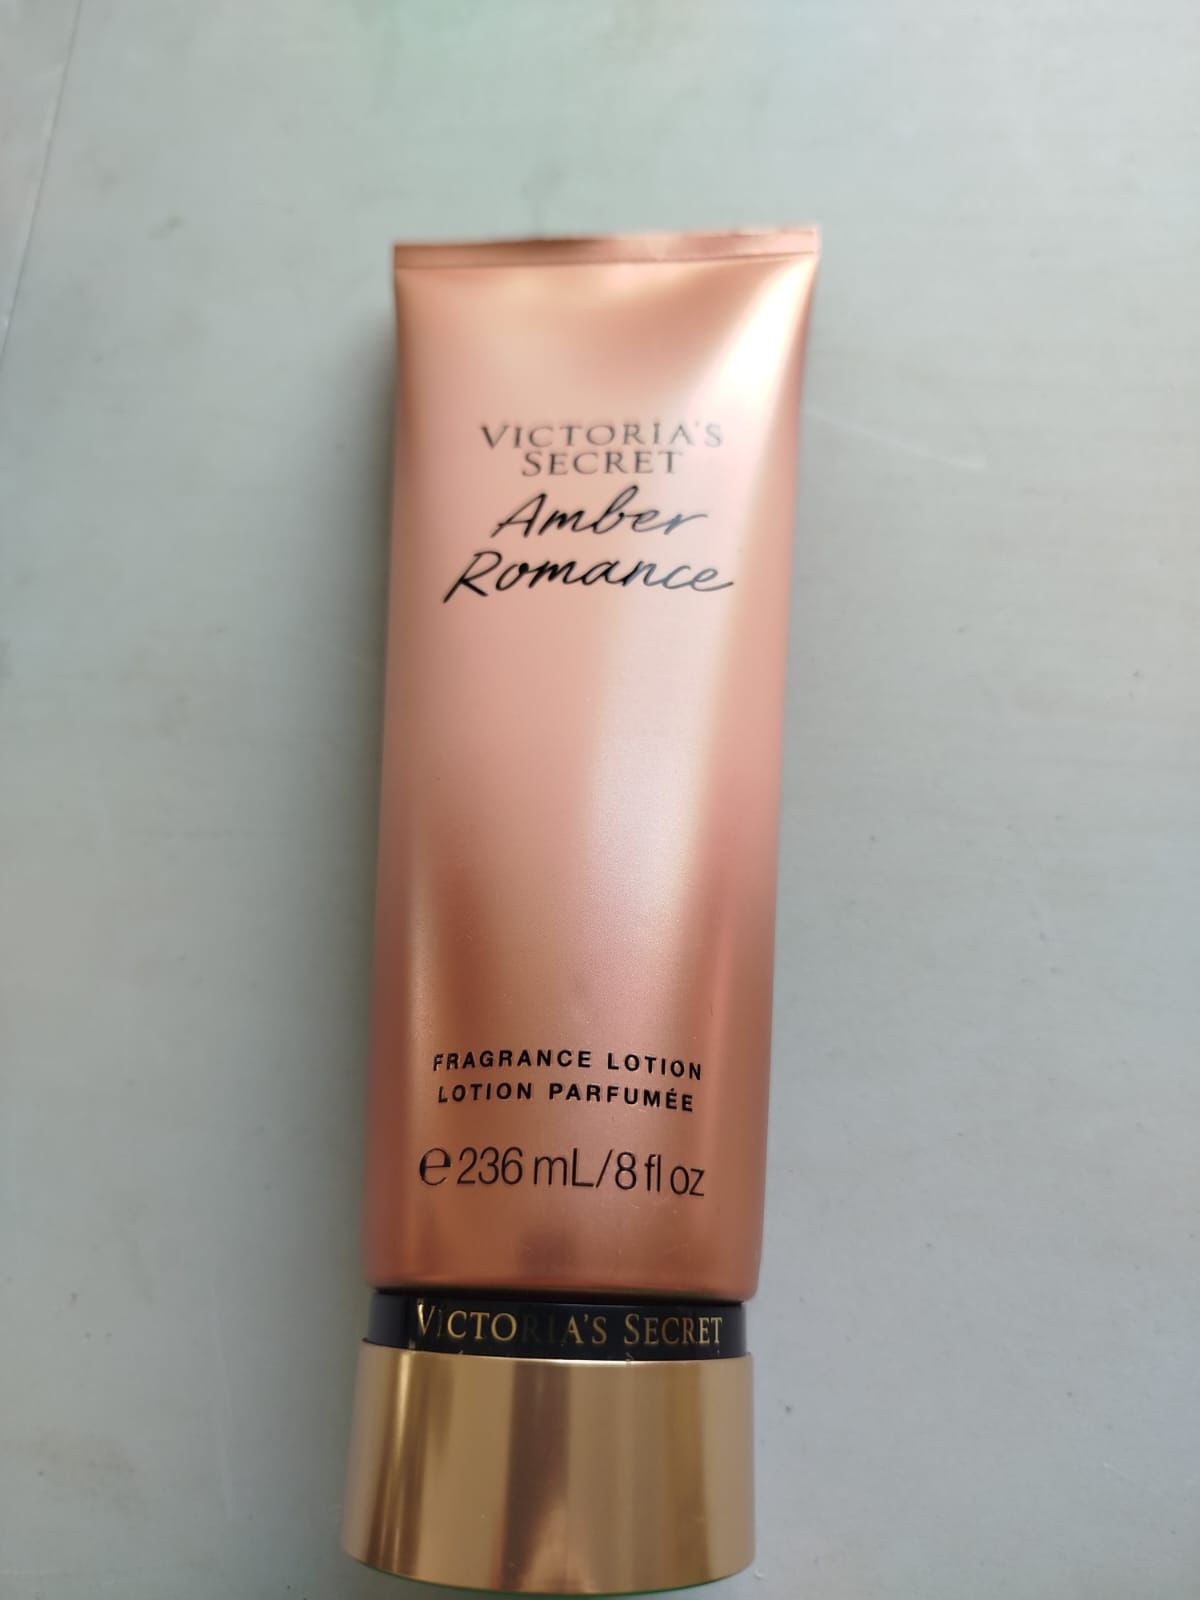 VICTORIA'S
SECRET
Amber
Romance
FRAGRANCE LOTION
LOTION PARFUMÉE
℮ 236 mL/8 fl oz
VICTORIA'S SECRET